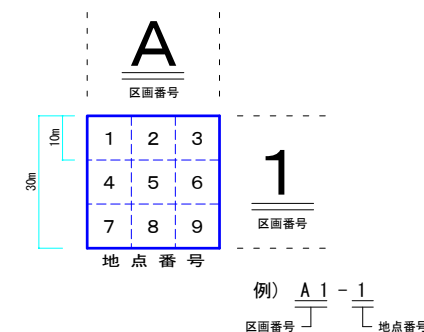 A
区画番号
10m
30m
1 2 3
4 5 6
7 8 9
1
区画番号
地 点 番 号
例) A 1 - 1
区画番号 地点番号